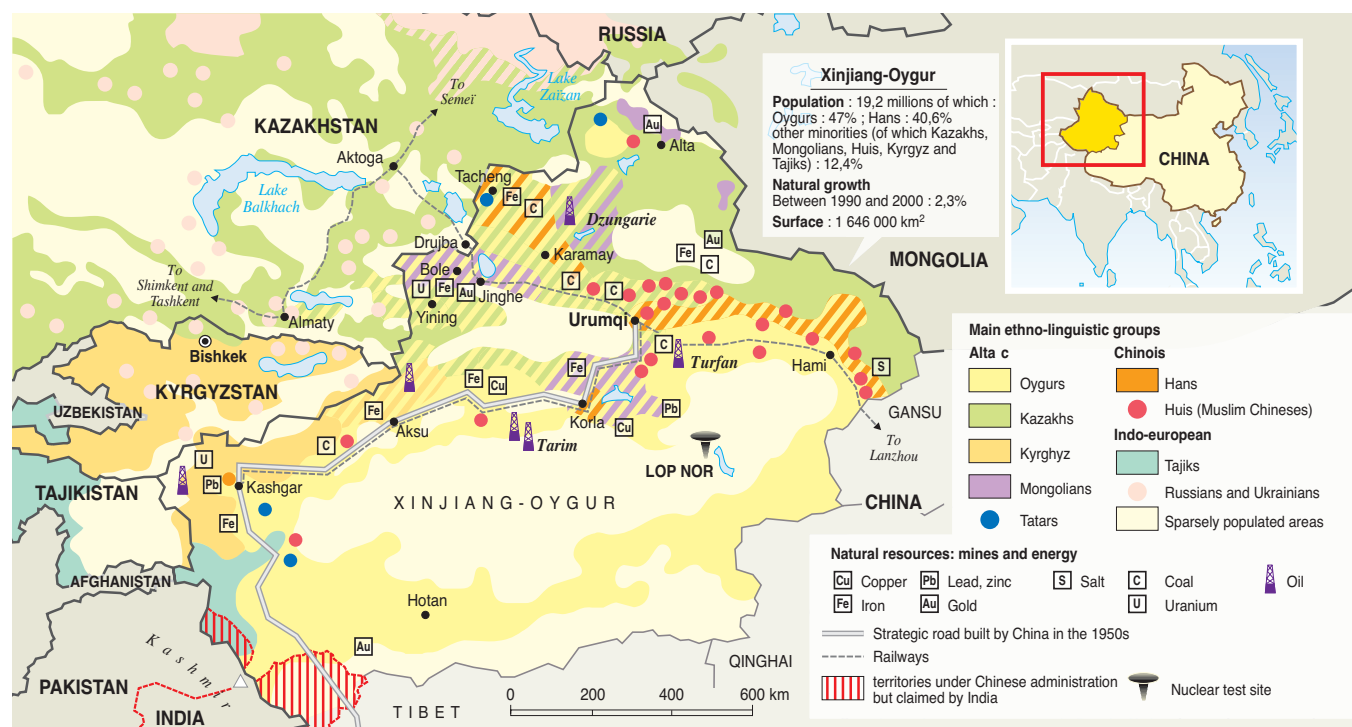 RUSSIA
To
Semeï
Lake
Zaïzan
KAZAKHSTAN
Aktoga
Lake
Balkhach
Au
Alta
Tacheng
Fe
C
Dzungarie
Drujba
Karamay
Bole
U
Fe
Au
Jinghe
Yining
C
C
Fe
Au
C
MONGOLIA
To
Shimkent and
Tashkent
Almaty
Bishkek
Urumqi
C
Turfan
Hami
S
GANSU
To
Lanzhou
KYRGYZSTAN
UZBEKISTAN
Fe
Cu
Fe
Fe
Aksu
Korla
Pb
Cu
Tarim
C
LOP NOR
U
Pb
Kashgar
TAJIKISTAN
XINJIANG-OYGUR
CHINA
Fe
AFGHANISTAN
Hotan
Au
Kashmir
PAKISTAN
INDIA
TIBET
QINGHAI
0 200 400 600 km
Xinjiang-Oygur
Population : 19,2 millions of which :
Oygurs : 47% ; Hans : 40,6%
other minorities (of which Kazakhs,
Mongolians, Huis, Kyrgyz and
Tajiks) : 12,4%
Natural growth
Between 1990 and 2000 : 2,3%
Surface : 1 646 000 km²
CHINA
Main ethno-linguistic groups
Alta c
Oygurs
Kazakhs
Kyrghyz
Mongolians
Tatars
Chinois
Hans
Huis (Muslim Chineses)
Indo-european
Tajiks
Russians and Ukrainians
Sparsely populated areas
Natural resources: mines and energy
Cu Copper
Pb Lead, zinc
S Salt
C Coal
Oil
Fe Iron
Au Gold
U Uranium
Strategic road built by China in the 1950s
Railways
territories under Chinese administration
but claimed by India
Nuclear test site